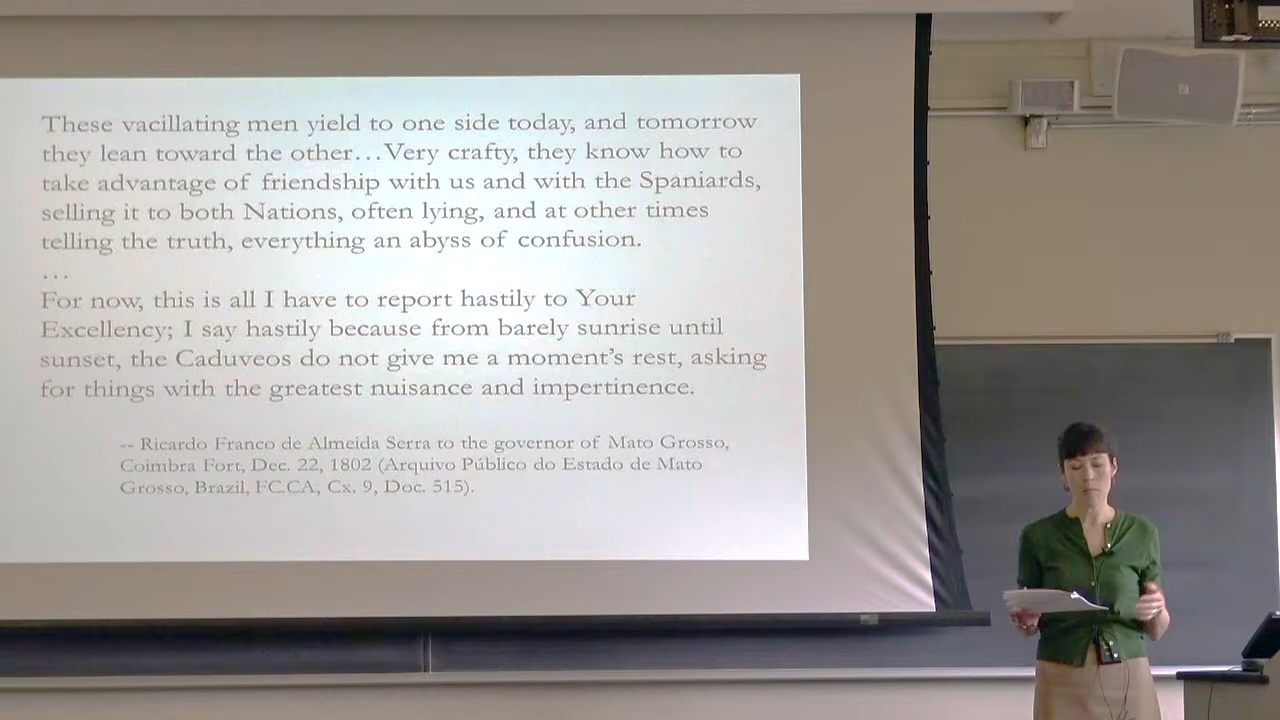 These vacillating men yield to one side today, and tomorrow
they lean toward the other…Very crafty, they know how to
take advantage of friendship with us and with the Spaniards,
selling it to both Nations, often lying, and at other times
telling the truth, everything an abyss of confusion.
…
For now, this is all I have to report hastily to Your
Excellency; I say hastily because from barely sunrise until
sunset, the Caduveos do not give me a moment's rest, asking
for things with the greatest nuisance and impertinence.
-- Ricardo Franco de Almeida Serra to the governor of Mato Grosso,
Coimbra Fort, Dec. 22, 1802 (Arquivo Público do Estado de Mato
Grosso, Brazil, FC.CA, Cx. 9, Doc. 515).